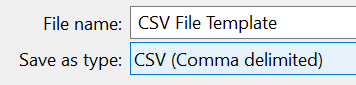 File name: CSV File Template
Save as type: CSV (Comma delimited)